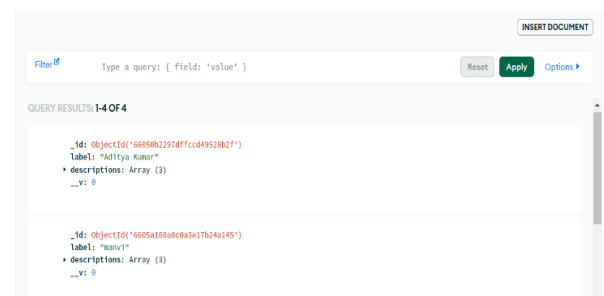 INSERT DOCUMENT
Filter Type a query: { field: 'value' } Reset Apply Options
QUERY RESULTS: 1-4 OF 4
_id: ObjectId('66050b2297dffccd49528b2f')
label: "Aditya Kumar"
descriptions: Array (3)
__v: 0
_id: ObjectId('6605a160a8c0a3e17b24a145')
label: "manvi"
descriptions: Array (3)
__v: 0